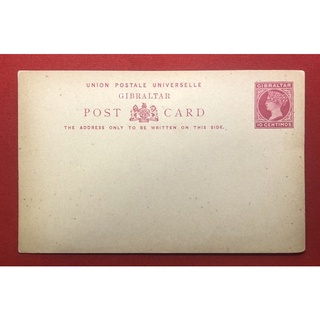 UNION POSTALE UNIVERSELLE
GIBRALTAR
POST CARD
THE ADDRESS ONLY TO BE WRITTEN ON THIS SIDE.
GIBRALTAR
10 CENTIMOS